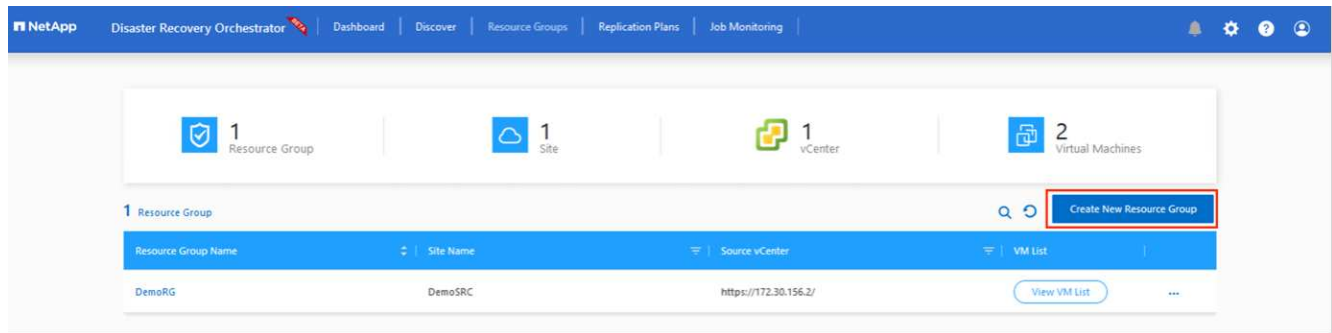 NetApp Disaster Recovery Orchestrator Dashboard Discover Resource Groups Replication Plans Job Monitoring
1
Resource Group
1
Site
1
vCenter
2
Virtual Machines
1 Resource Group
Create New Resource Group
Resource Group Name Site Name Source vCenter VM List
DemoRG DemoSRC https://172.30.156.2/ View VM List ...